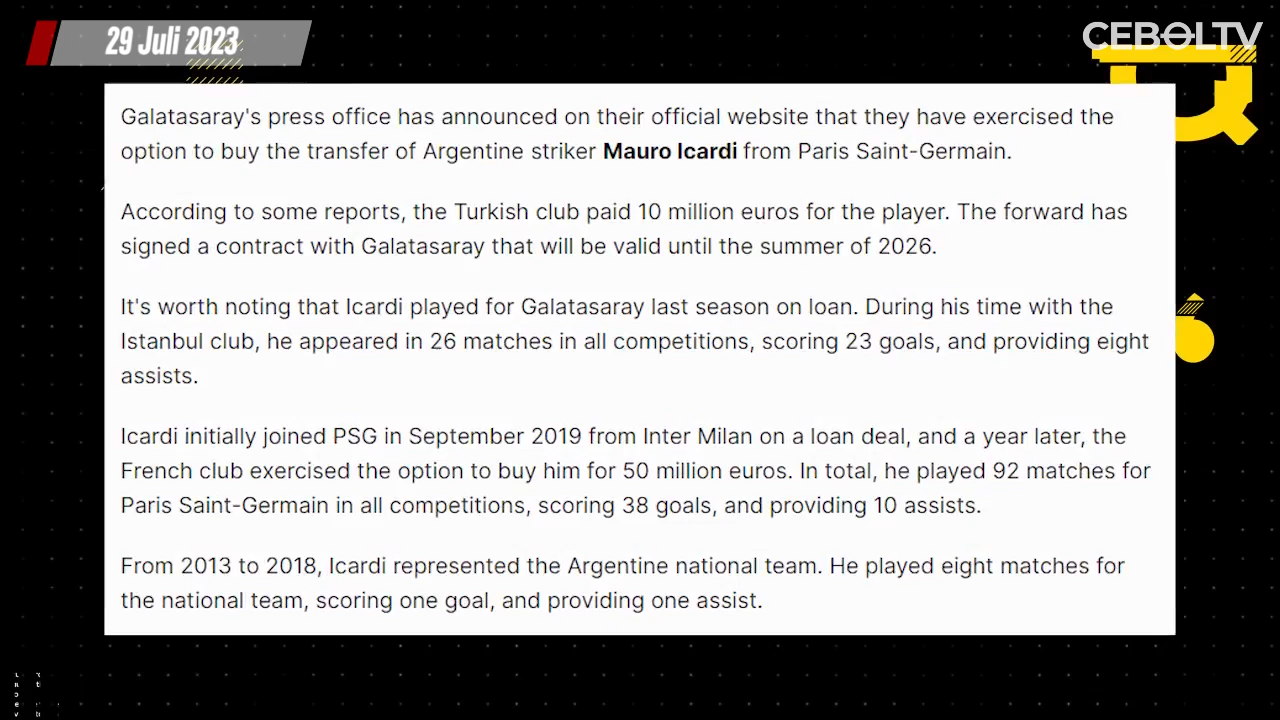 29 Juli 2023
CEBOLTV
Galatasaray's press office has announced on their official website that they have exercised the
option to buy the transfer of Argentine striker Mauro Icardi from Paris Saint-Germain.
According to some reports, the Turkish club paid 10 million euros for the player. The forward has
signed a contract with Galatasaray that will be valid until the summer of 2026.
It's worth noting that Icardi played for Galatasaray last season on loan. During his time with the
Istanbul club, he appeared in 26 matches in all competitions, scoring 23 goals, and providing eight
assists.
Icardi initially joined PSG in September 2019 from Inter Milan on a loan deal, and a year later, the
French club exercised the option to buy him for 50 million euros. In total, he played 92 matches for
Paris Saint-Germain in all competitions, scoring 38 goals, and providing 10 assists.
From 2013 to 2018, Icardi represented the Argentine national team. He played eight matches for
the national team, scoring one goal, and providing one assist.